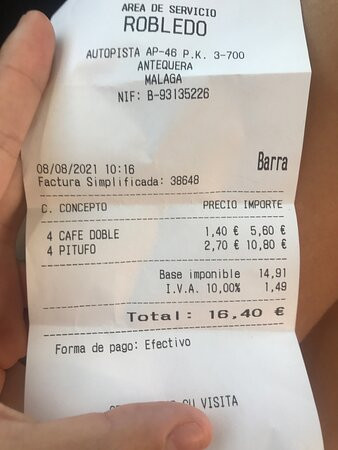 AREA DE SERVICIO
ROBLEDO
AUTOPISTA AP-46 P.K. 3-700
ANTEQUERA
MALAGA
NIF: B-93135226
08/08/2021 10:16 Barra
Factura Simplificada: 38648
C. CONCEPTO PRECIO IMPORTE
4 CAFE DOBLE 1,40 € 5,60 €
4 PITUFO 2,70 € 10,80 €
Base imponible 14,91
I.V.A. 10,00% 1,49
Total: 16,40 €
Forma de pago: Efectivo
SU VISITA